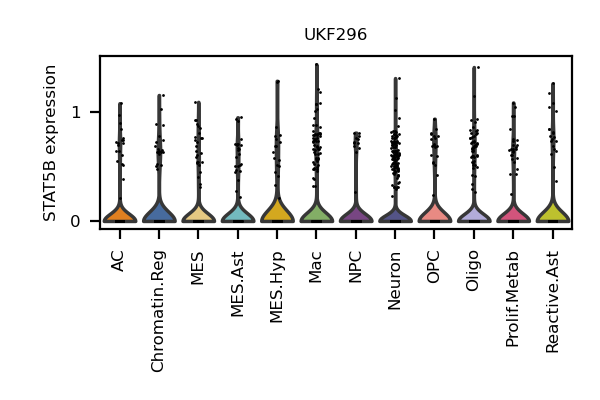 UKF296
STAT5B expression
1
0
AC
Chromatin.Reg
MES
MES.Ast
MES.Hyp
Mac
NPC
Neuron
OPC
Oligo
Prolif.Metab
Reactive.Ast